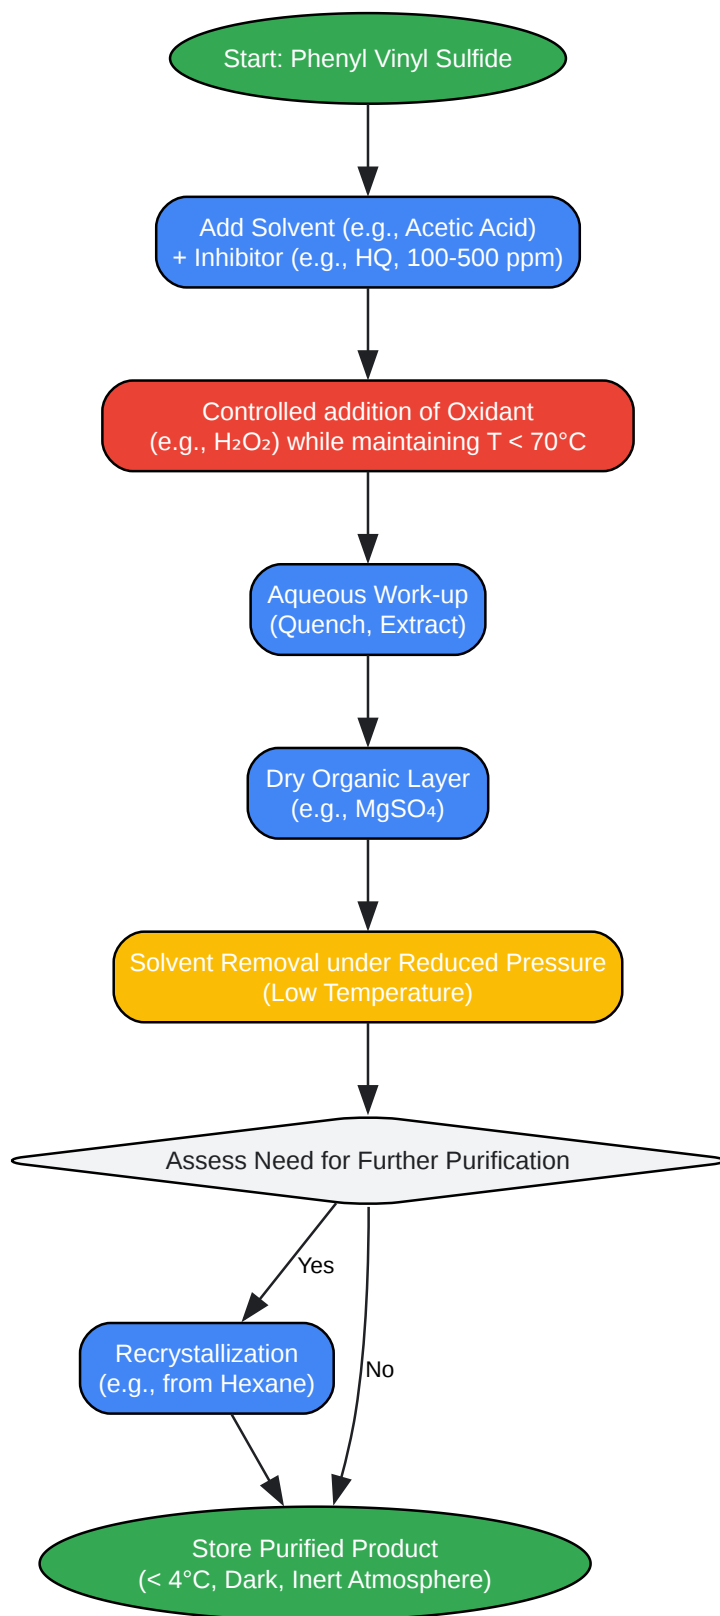 Start: Phenyl Vinyl Sulfide
Add Solvent (e.g., Acetic Acid)
+ Inhibitor (e.g., HQ, 100-500 ppm)
Controlled addition of Oxidant
(e.g., H₂O₂) while maintaining T < 70°C
Aqueous Work-up
(Quench, Extract)
Dry Organic Layer
(e.g., MgSO₄)
Solvent Removal under Reduced Pressure
(Low Temperature)
Assess Need for Further Purification
Yes
Recrystallization
(e.g., from Hexane)
No
Store Purified Product
(< 4°C, Dark, Inert Atmosphere)